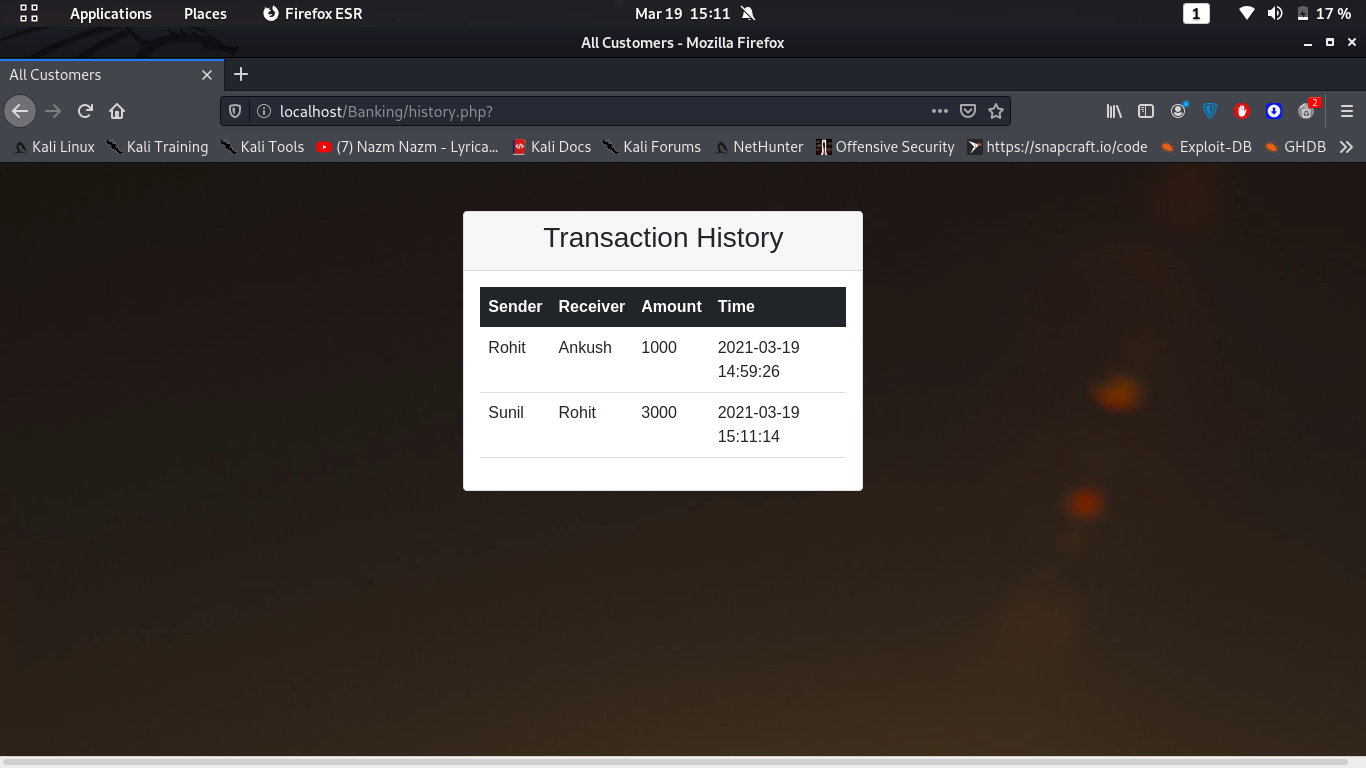 Applications Places Firefox ESR Mar 19 15:11 1 17 %
All Customers - Mozilla Firefox
All Customers
localhost/Banking/history.php?
2
Kali Linux Kali Training Kali Tools (7) Nazm Nazm - Lyrica... Kali Docs Kali Forums NetHunter Offensive Security https://snapcraft.io/code Exploit-DB GHDB
Transaction History
Sender Receiver Amount Time
Rohit Ankush 1000 2021-03-19
14:59:26
Sunil Rohit 3000 2021-03-19
15:11:14